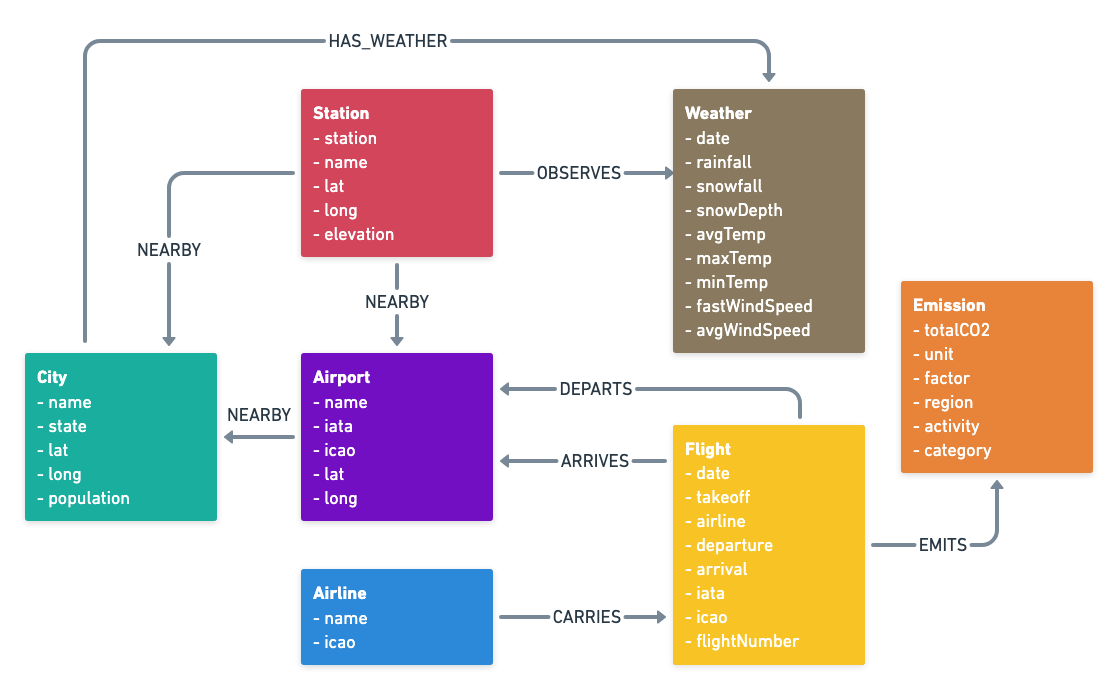 HAS_WEATHER
Station
- station
- name
- lat
- long
- elevation
OBSERVES
Weather
- date
- rainfall
- snowfall
- snowDepth
- avgTemp
- maxTemp
- minTemp
- fastWindSpeed
- avgWindSpeed
NEARBY
NEARBY
Emission
- totalCO2
- unit
- factor
- region
- activity
- category
City
- name
- state
- lat
- long
- population
NEARBY
Airport
- name
- iata
- icao
- lat
- long
DEPARTS
ARRIVES
Flight
- date
- takeoff
- airline
- departure
- arrival
- iata
- icao
- flightNumber
EMITS
Airline
- name
- icao
CARRIES